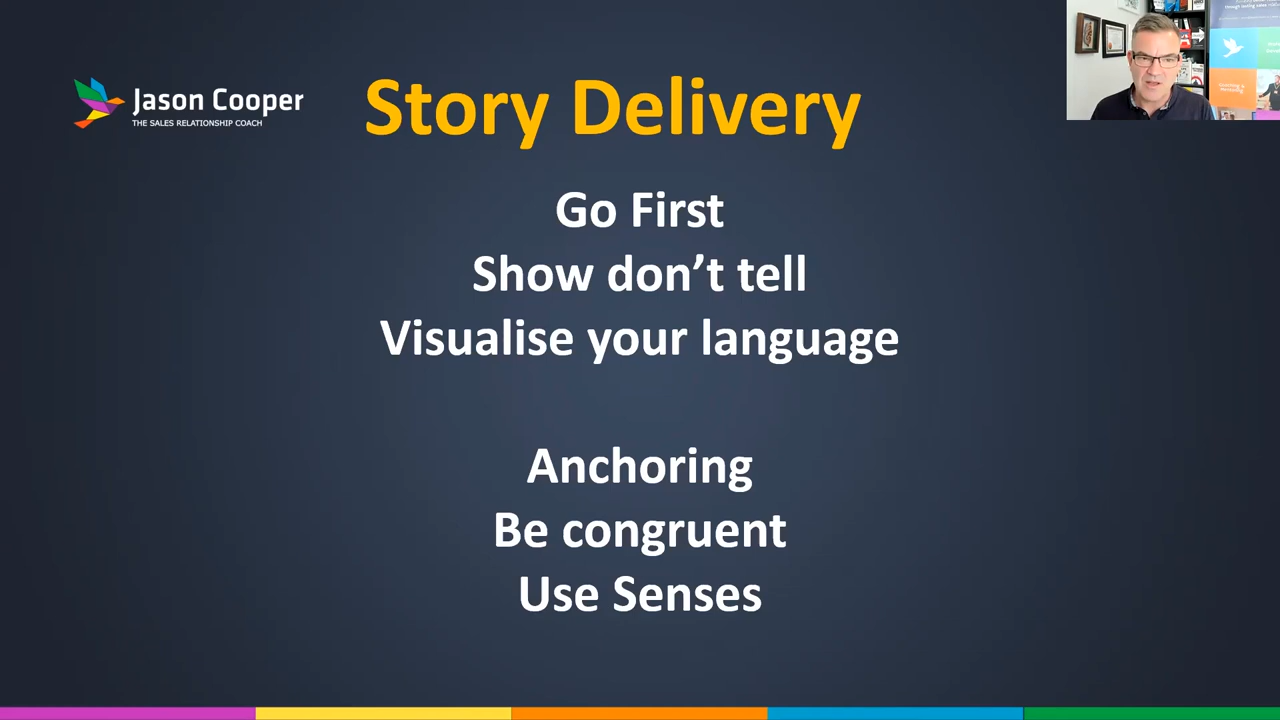 Jason Cooper
THE SALES RELATIONSHIP COACH
Story Delivery
Go First
Show don’t tell
Visualise your language
Anchoring
Be congruent
Use Senses